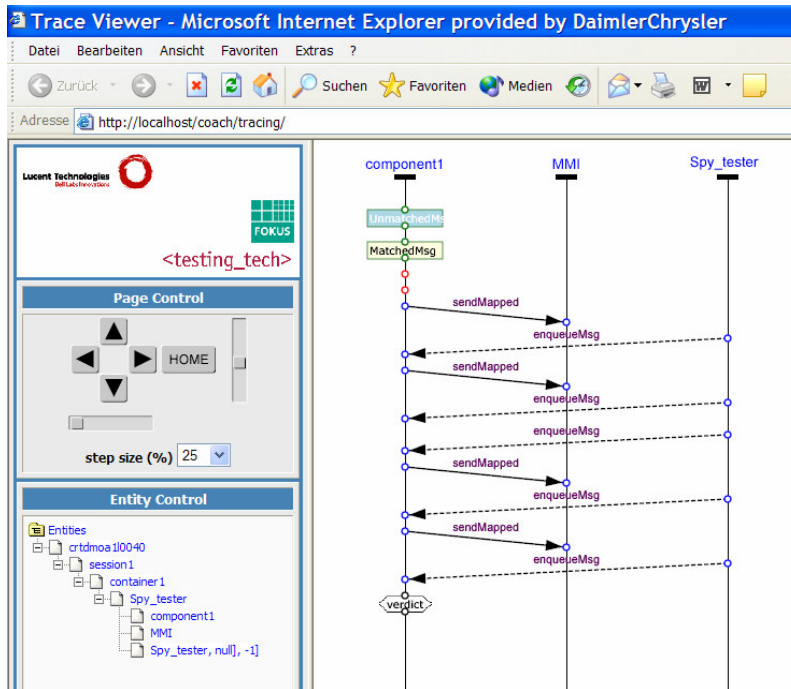 Trace Viewer - Microsoft Internet Explorer provided by DaimlerChrysler
Datei Bearbeiten Ansicht Favoriten Extras ?
Zurück Suchen Favoriten Medien
Adresse http://localhost/coach/tracing/
Lucent Technologies
Bell Labs Innovations
FOKUS
<testing_tech>
Page Control
HOME
step size (%) 25
Entity Control
Entities
crtdmoa1l0040
session1
container1
Spy_tester
component1
MMI
Spy_tester, null], -1]
component1 MMI Spy_tester
UnmatchedMs
MatchedMsg
sendMapped
enqueueMsg
sendMapped
enqueueMsg
enqueueMsg
sendMapped
enqueueMsg
sendMapped
enqueueMsg
verdict